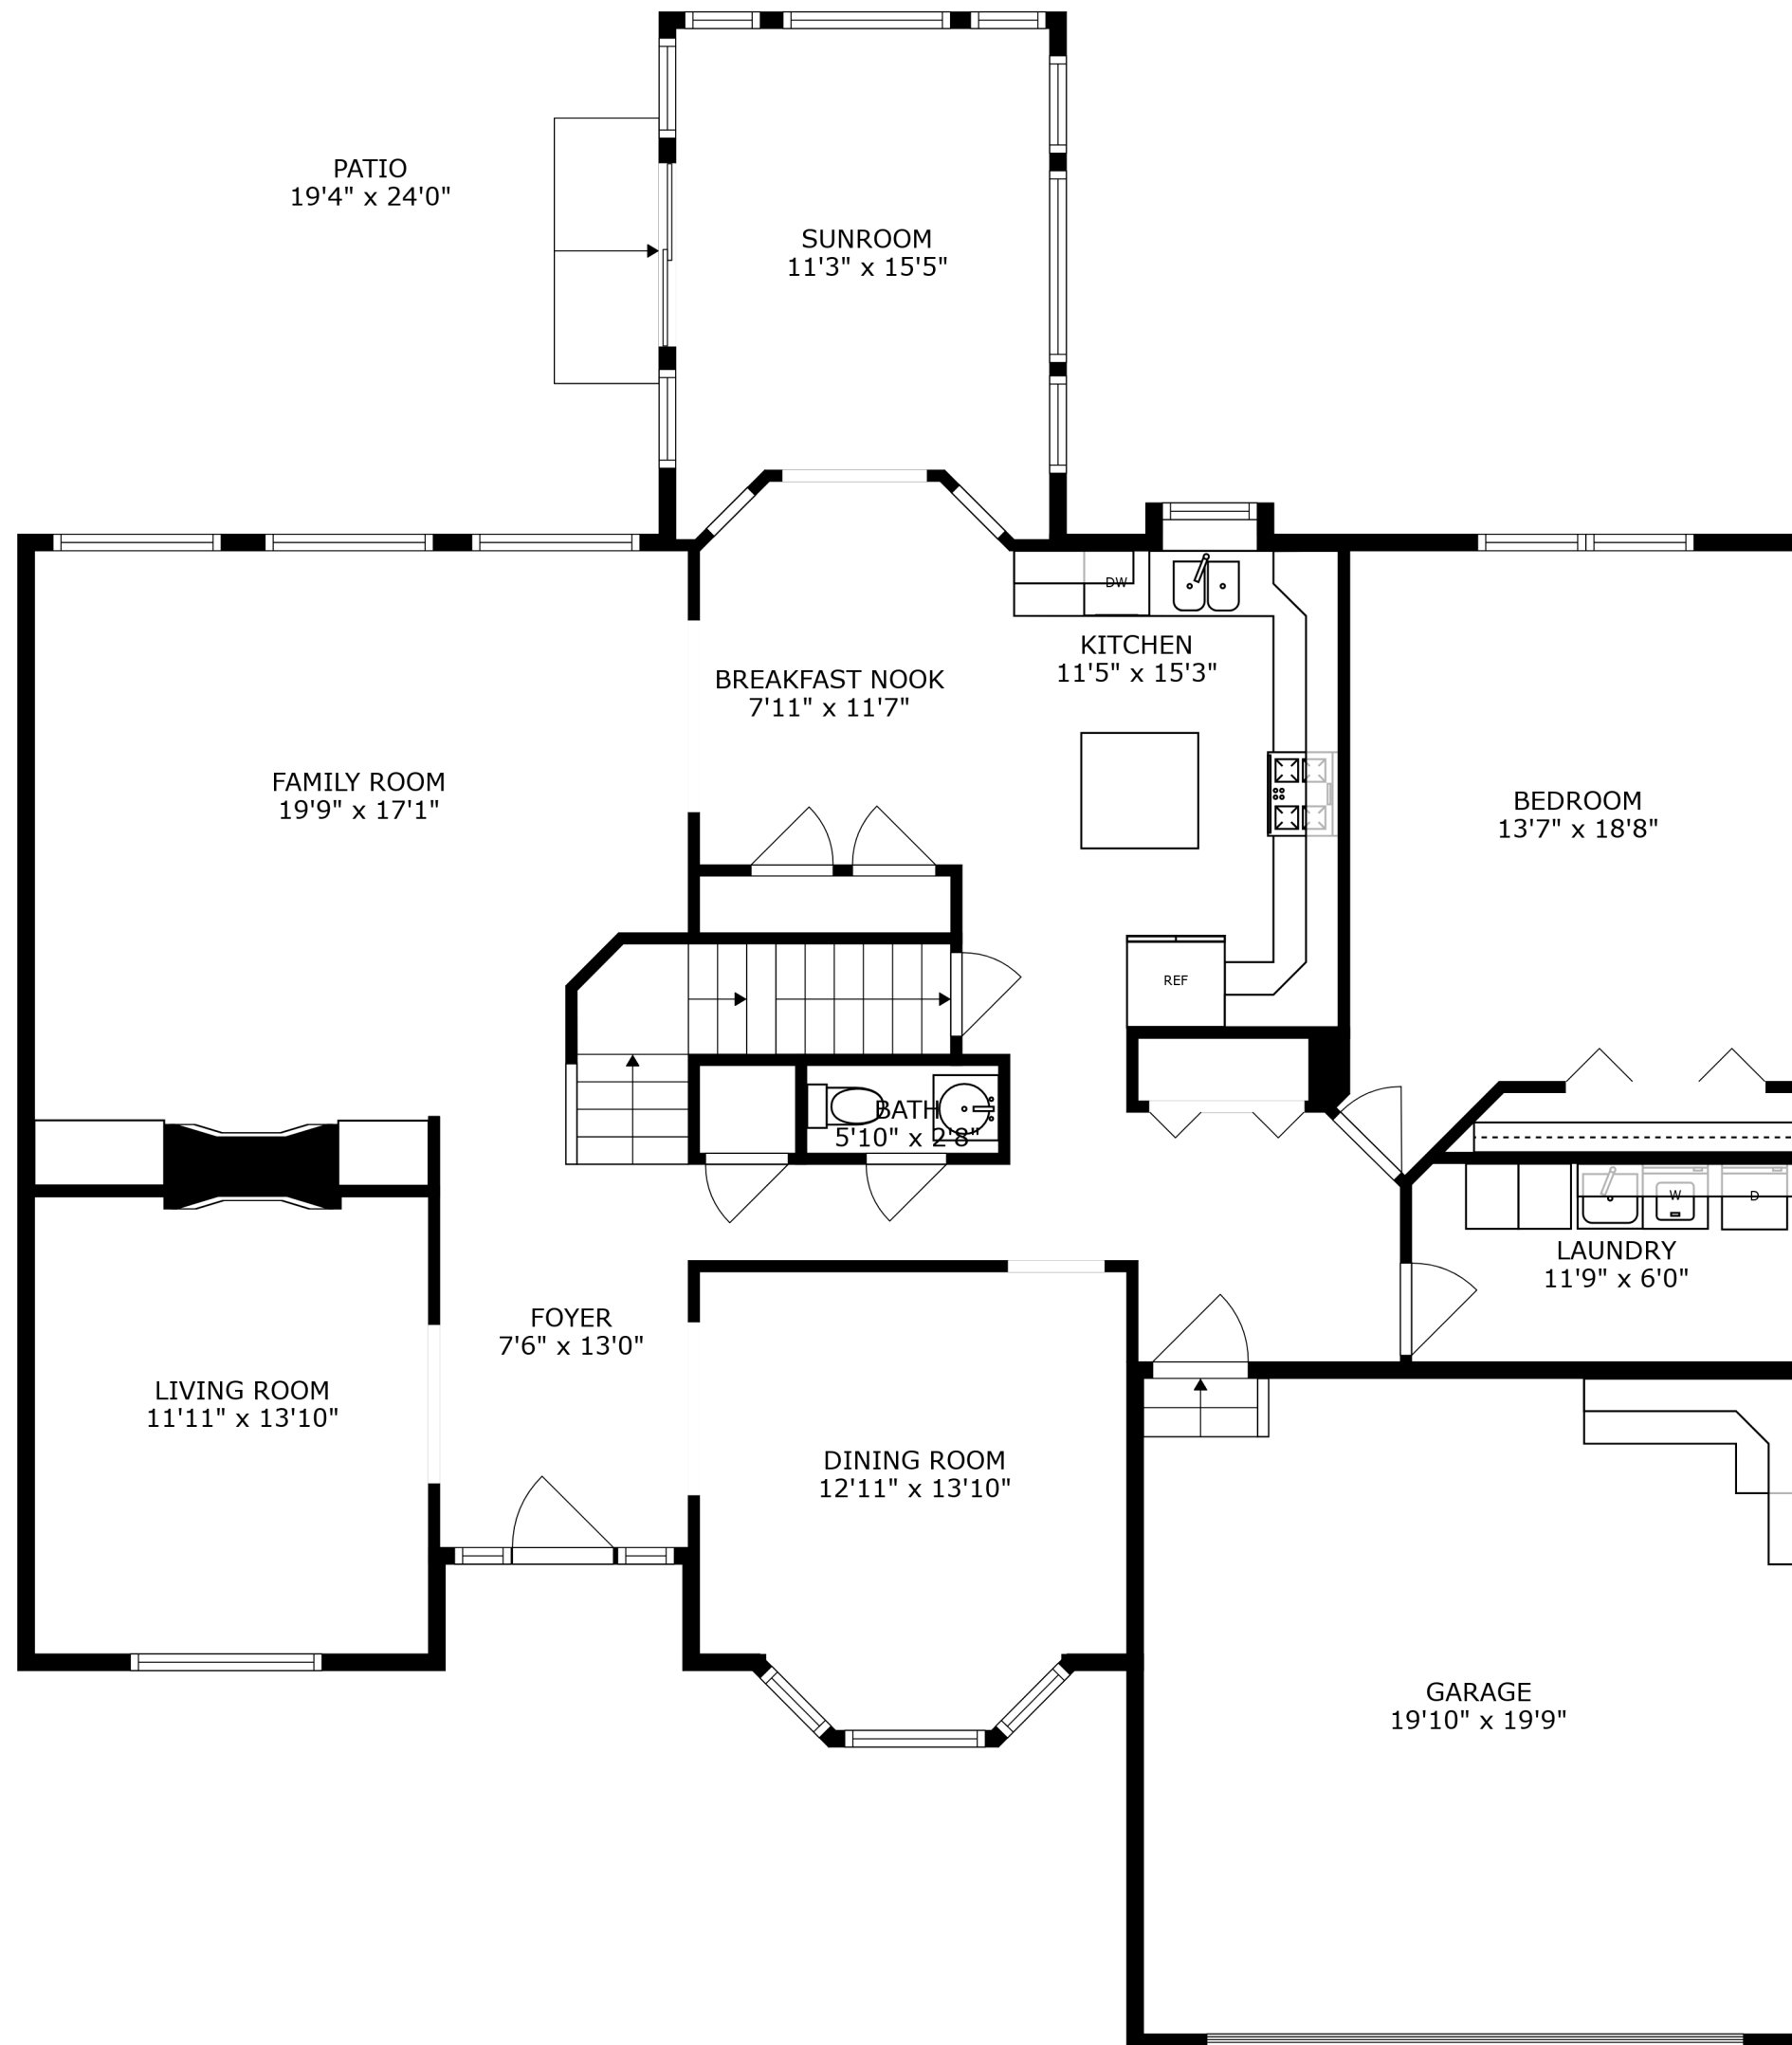 PATIO
19'4" x 24'0"
SUNROOM
11'3" x 15'5"
DW
KITCHEN
11'5" x 15'3"
BREAKFAST NOOK
7'11" x 11'7"
FAMILY ROOM
19'9" x 17'1"
BEDROOM
13'7" x 18'8"
REF
BATH
5'10" x 2'8"
W
D
LAUNDRY
11'9" x 6'0"
FOYER
7'6" x 13'0"
LIVING ROOM
11'11" x 13'10"
DINING ROOM
12'11" x 13'10"
GARAGE
19'10" x 19'9"